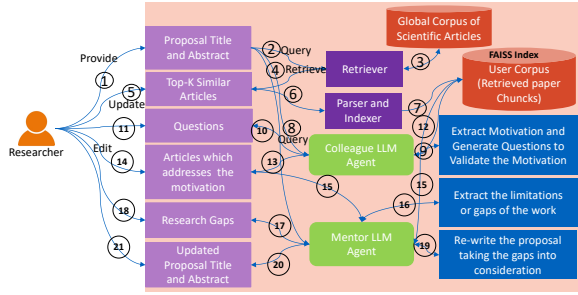 Global Corpus of
Scientific Articles
Proposal Title
and Abstract
2
Query
Provide
1
4
Retrieve
Retriever
3
FAISS Index
User Corpus
(Retrieved paper
Chuncks)
5
Top-K Similar
Articles
6
Update
Parser and
Indexer
7
Researcher
11
Questions
10
8
Query
12
Colleague LLM
Agent
9
Extract Motivation and
Generate Questions to
Validate the Motivation
Edit
14
Articles which
addresses the
motivation
13
15
15
16
Extract the limitations
or gaps of the work
18
Research Gaps
17
Mentor LLM
Agent
19
Re-write the proposal
taking the gaps into
consideration
21
Updated
Proposal Title
and Abstract
20